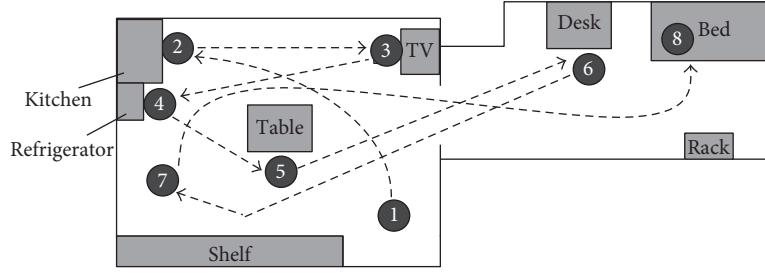 Desk
Bed
8
2
3
TV
6
Kitchen
4
Table
Refrigerator
Rack
7
5
1
Shelf